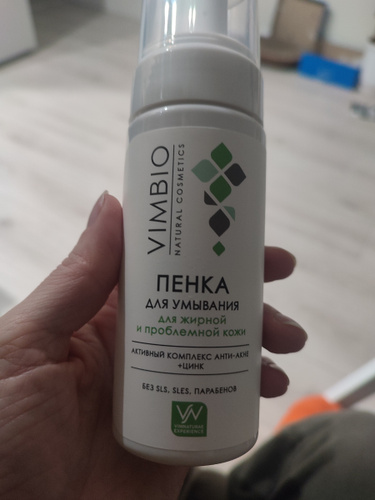 VIMBIO
NATURAL COSMETICS
ПЕНКА
ДЛЯ УМЫВАНИЯ
для жирной
и проблемной кожи
АКТИВНЫЙ КОМПЛЕКС АНТИ-АКНЕ
+ЦИНК
БЕЗ SLS, SLES, ПАРАБЕНОВ